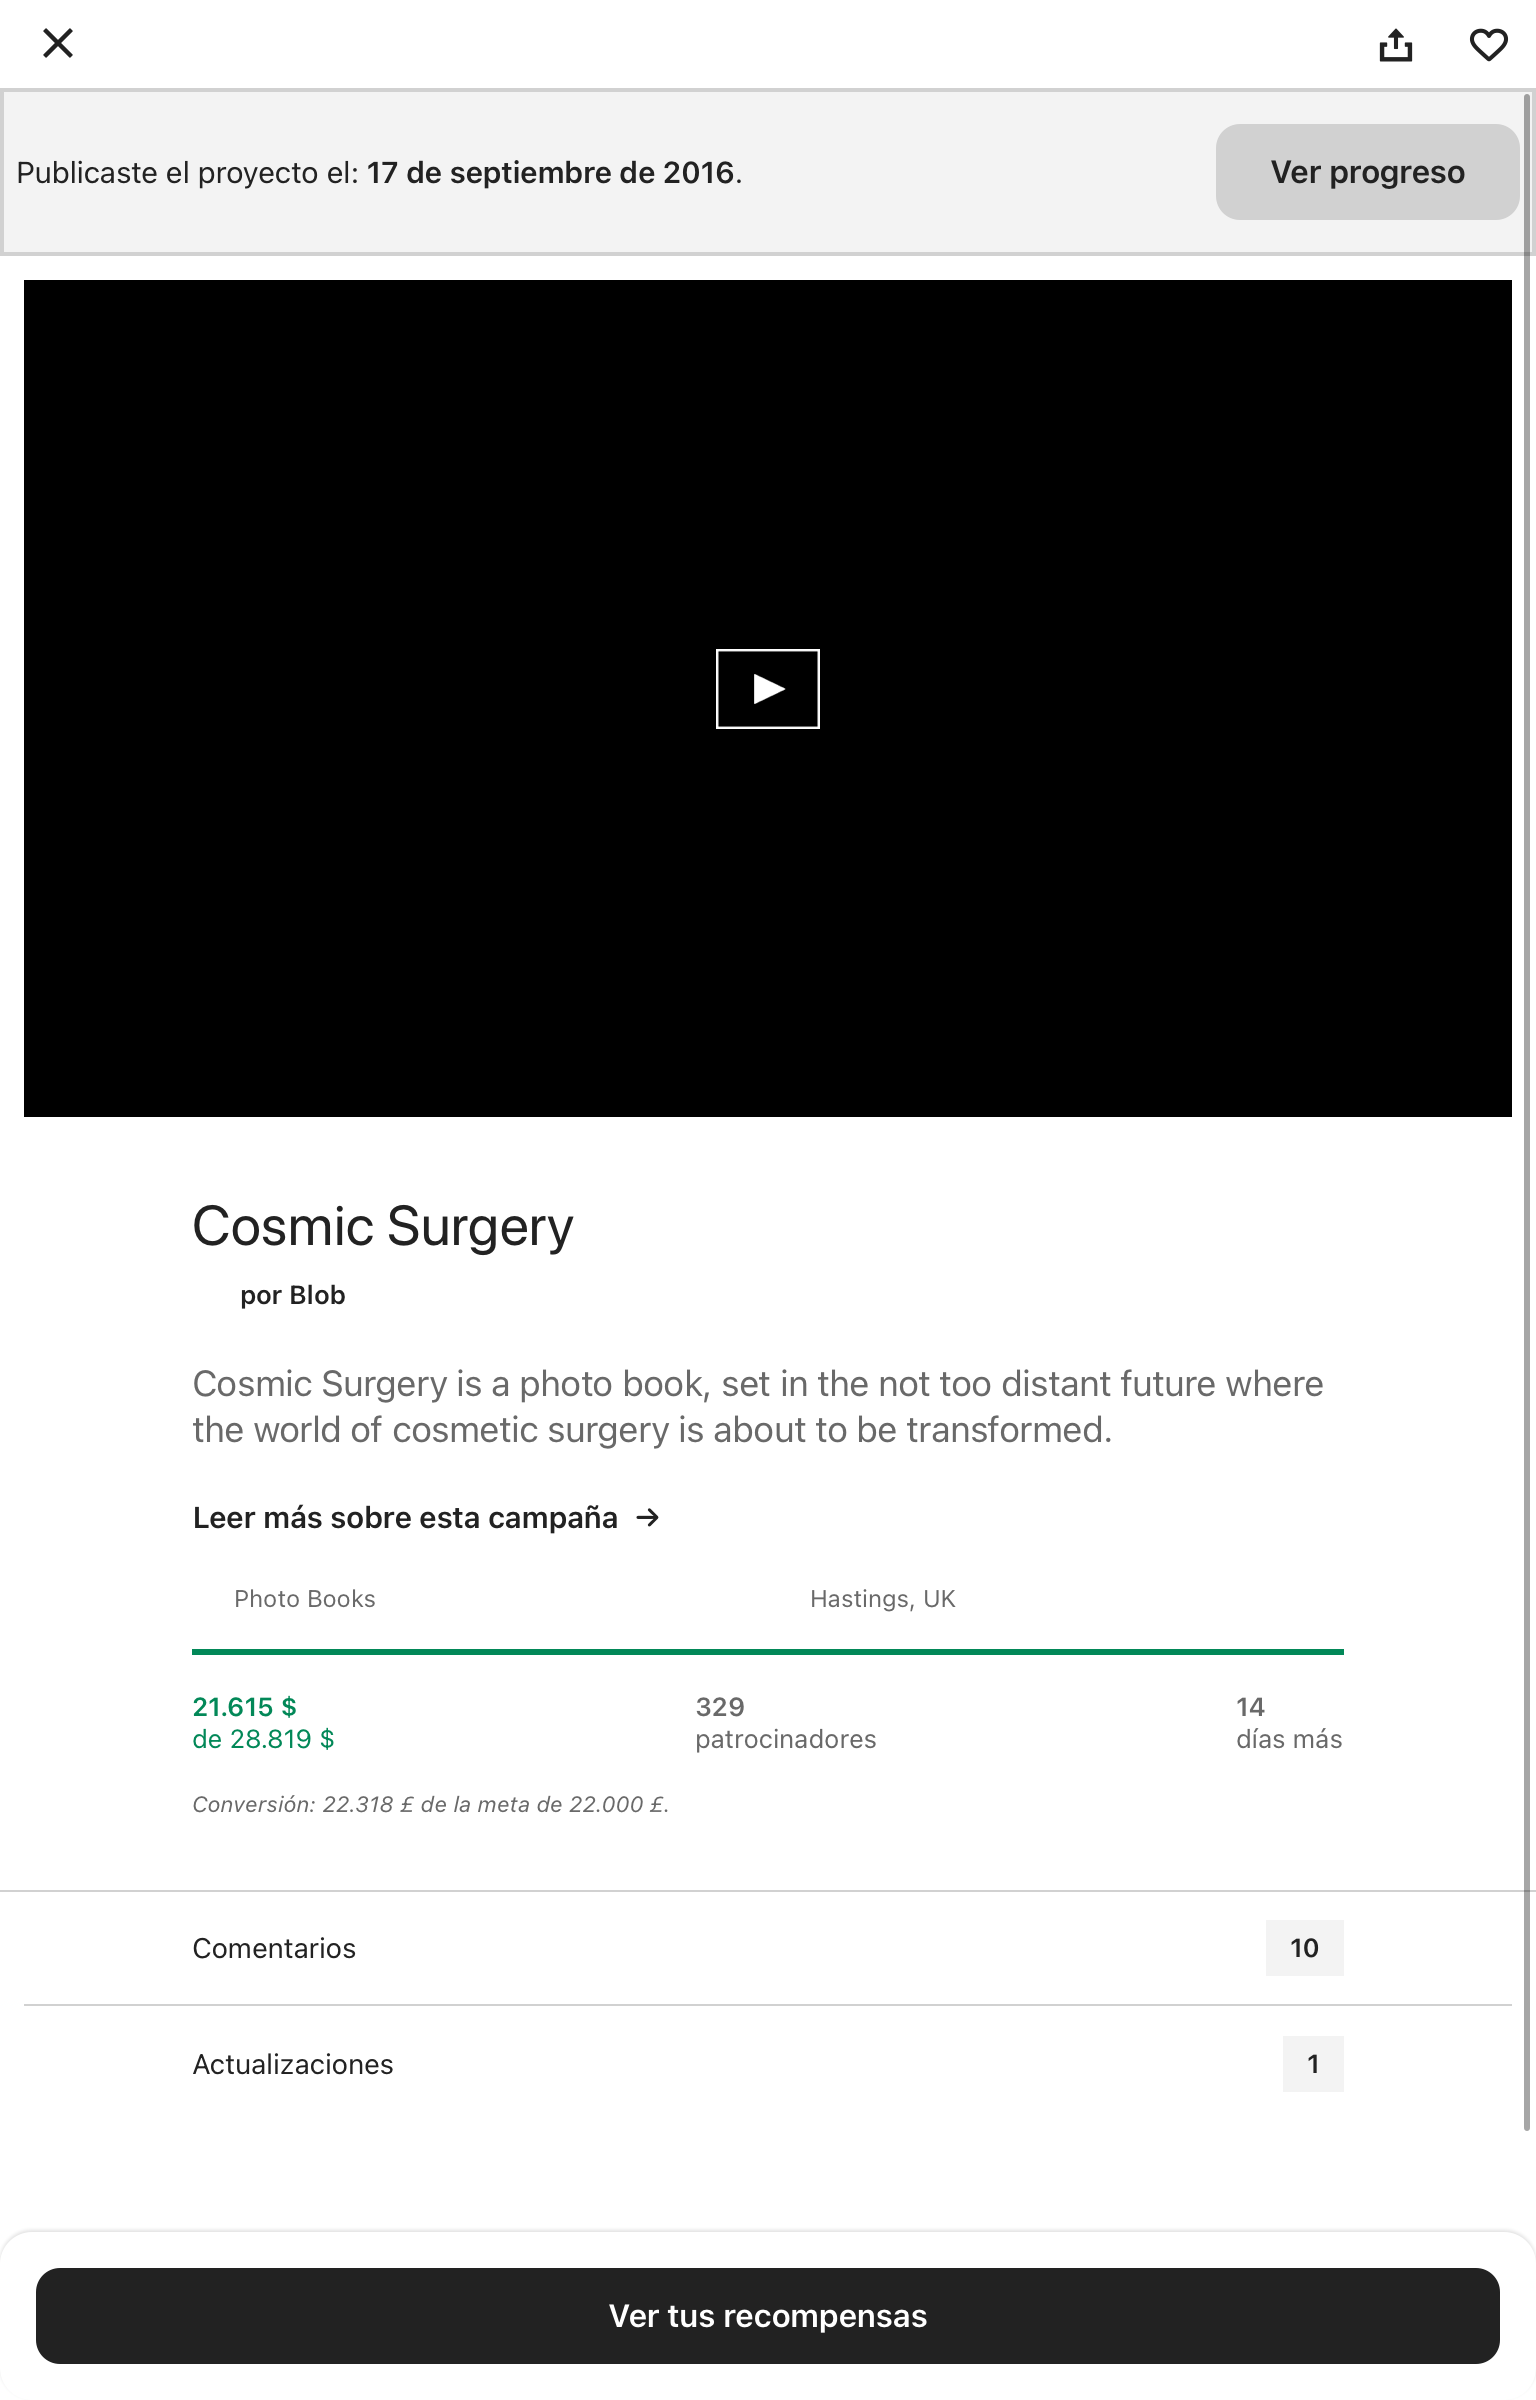 Publicaste el proyecto el: 17 de septiembre de 2016.
Ver progreso
Cosmic Surgery
por Blob
Cosmic Surgery is a photo book, set in the not too distant future where
the world of cosmetic surgery is about to be transformed.
Leer más sobre esta campaña →
Photo Books
Hastings, UK
21.615 $
de 28.819 $
329
patrocinadores
14
días más
Conversión: 22.318 £ de la meta de 22.000 £.
Comentarios
10
Actualizaciones
1
Ver tus recompensas